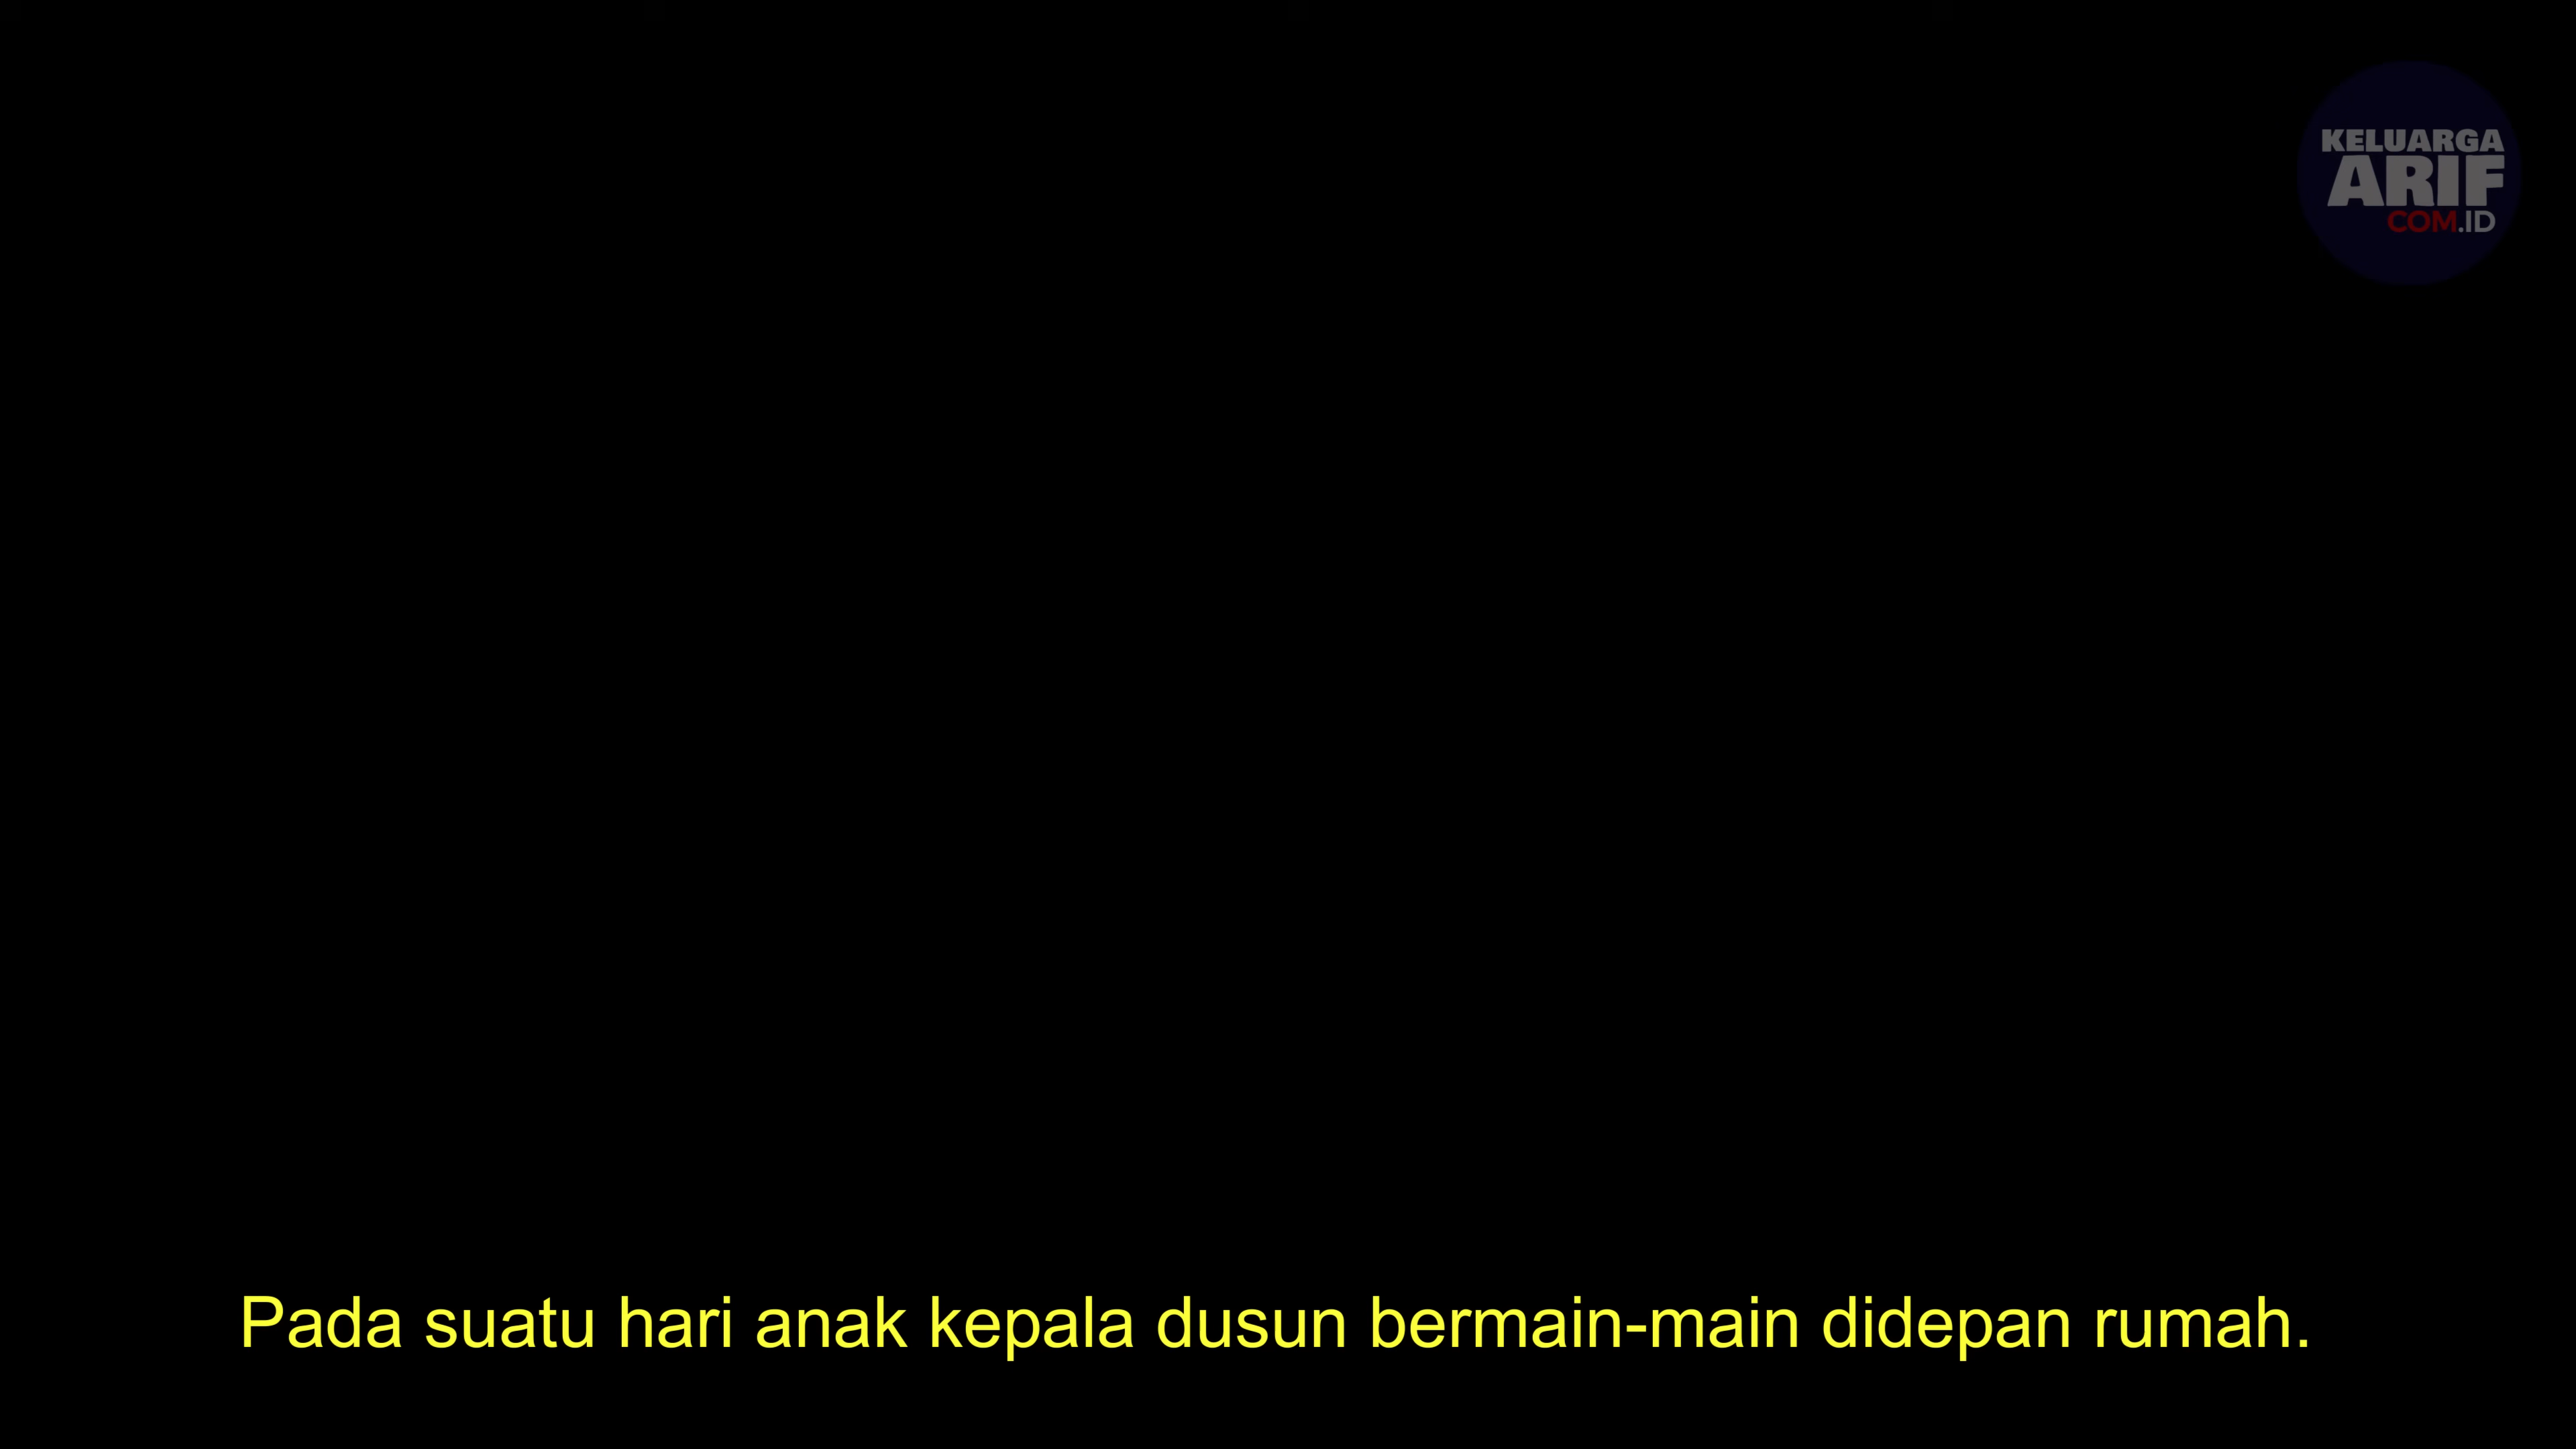 KELUARGA
ARIF
COM.ID
Pada suatu hari anak kepala dusun bermain-main didepan rumah.